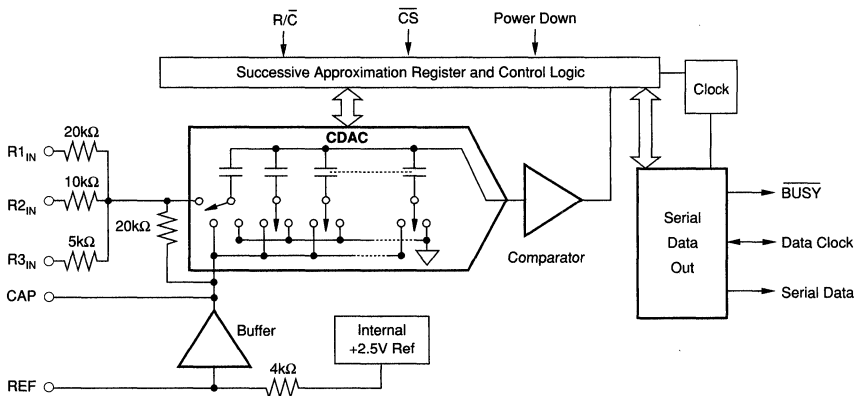 R/C̅ C̅S̅ Power Down
Successive Approximation Register and Control Logic
Clock
CDAC
R1IN 20kΩ
R2IN 10kΩ
20kΩ
R3IN 5kΩ
CAP
Comparator
Serial
Data
Out
B̅U̅S̅Y̅
Data Clock
Serial Data
Buffer
Internal
+2.5V Ref
4kΩ
REF